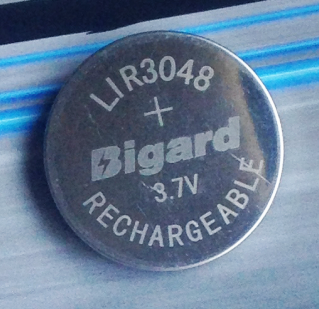 LIR3048
+
Bigard
3.7V
RECHARGEABLE